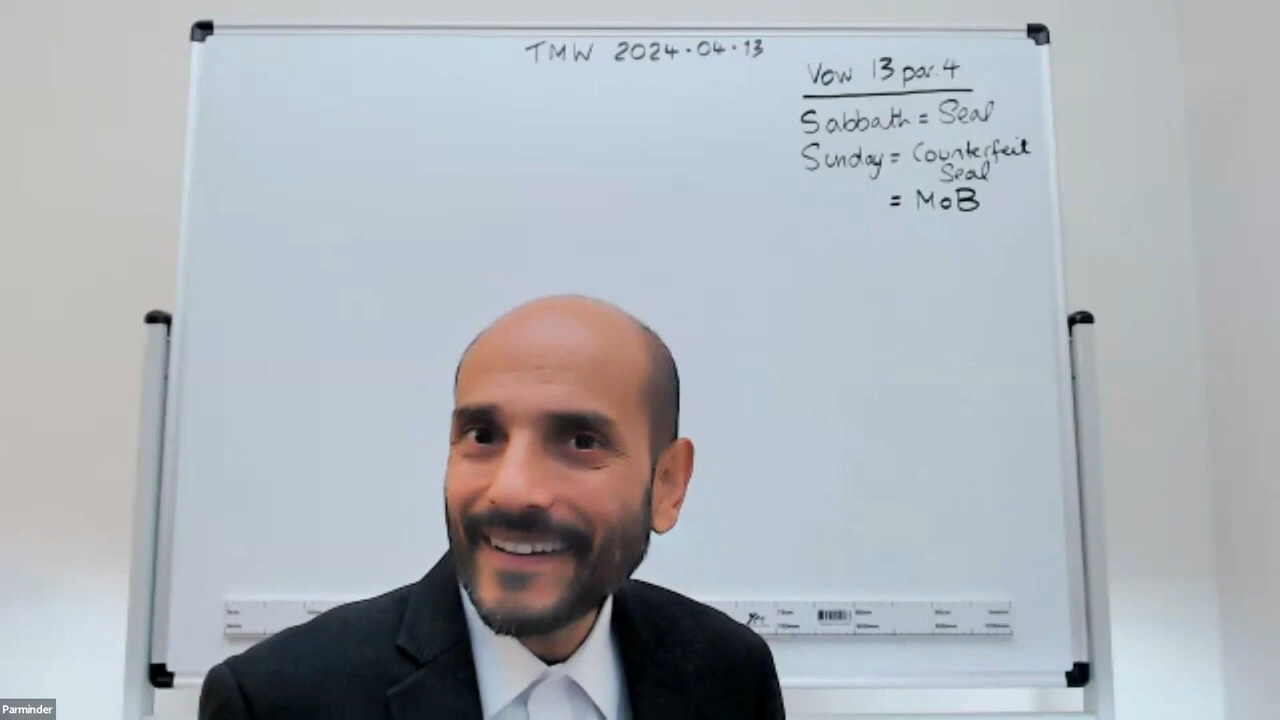 TMW 2024.04.13
Vow 13 par. 4
Sabbath = Seal
Sunday = Counterfeit
Seal
= MoB
Parminder